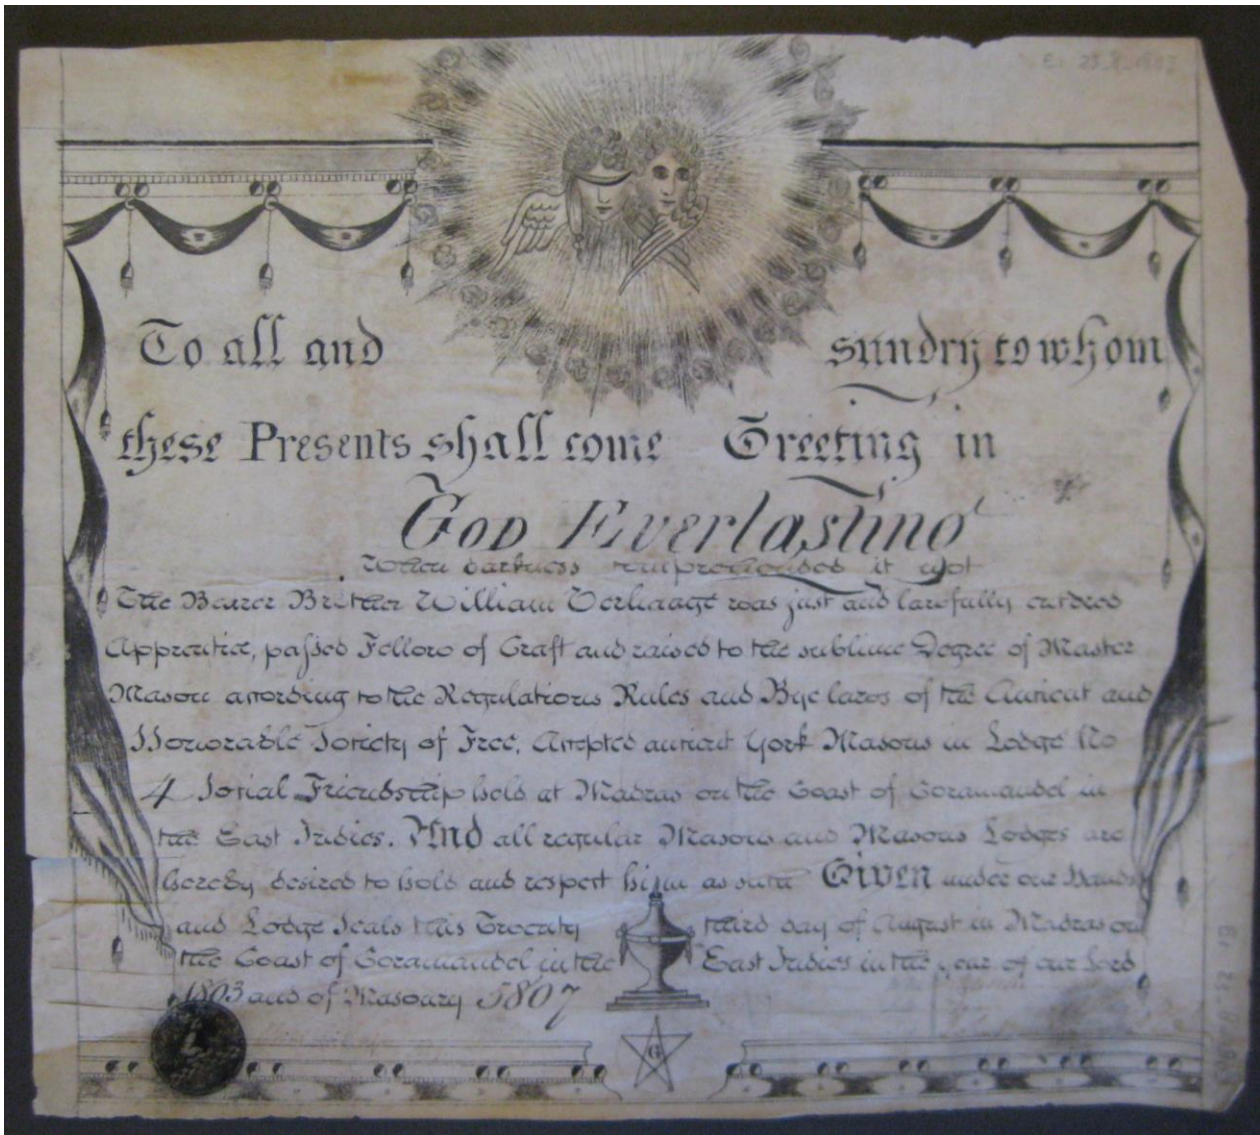 To all and sundry to whom
these Presents shall come Greeting in
God Everlasting
When darkness comprehended it not
The Bearer Brother William Verhaage was just and lawfully entered
Apprentice, passed Fellow of Craft and raised to the sublime Degree of Master
Mason according to the Regulations Rules and Bye laws of the Ancient and
Honorable Society of Free, Accepted ancient York Masons in Lodge No
4 Social Friendship held at Madras on the Coast of Coramandel in
the East Indies. And all regular Masons and Masons Lodges are
hereby desired to hold and respect him as such Given under our Hands
and Lodge Seals this Twenty third day of August in Madras on
the Coast of Coramandel in the East Indies in the year of our Lord
1803 and of Masonry 5807
G